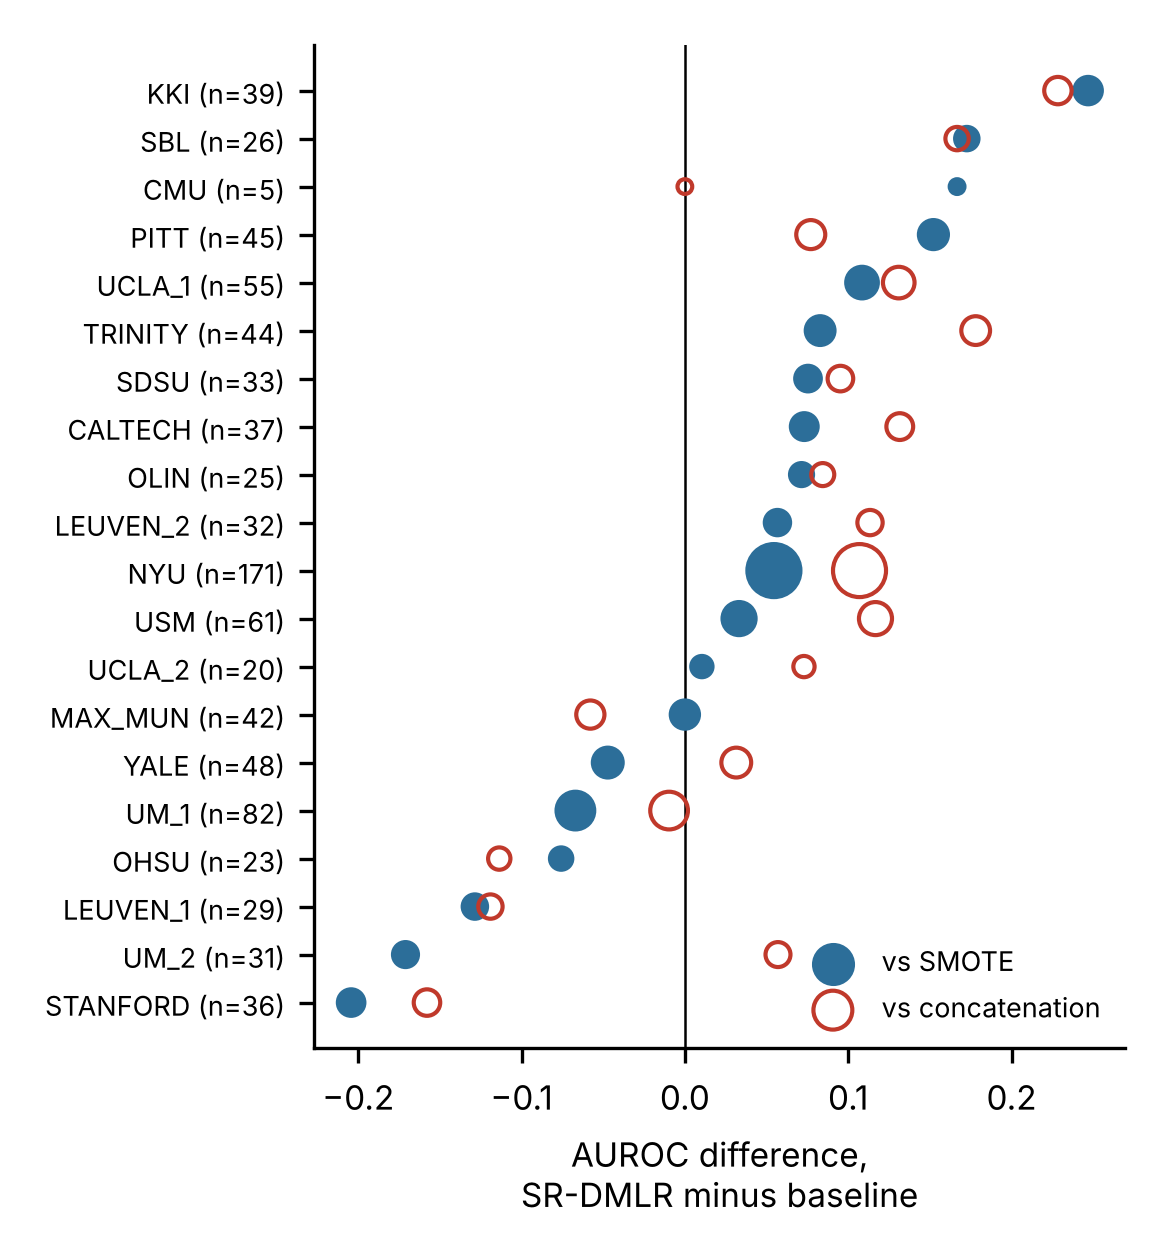 KKI (n=39)
SBL (n=26)
CMU (n=5)
PITT (n=45)
UCLA_1 (n=55)
TRINITY (n=44)
SDSU (n=33)
CALTECH (n=37)
OLIN (n=25)
LEUVEN_2 (n=32)
NYU (n=171)
USM (n=61)
UCLA_2 (n=20)
MAX_MUN (n=42)
YALE (n=48)
UM_1 (n=82)
OHSU (n=23)
LEUVEN_1 (n=29)
UM_2 (n=31)
STANFORD (n=36)
vs SMOTE
vs concatenation
−0.2 −0.1 0.0 0.1 0.2
AUROC difference,
SR-DMLR minus baseline